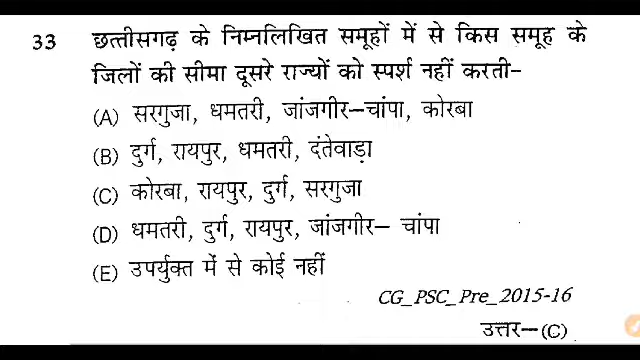 33 छत्तीसगढ़ के निम्नलिखित समूहों में से किस समूह के
जिलों की सीमा दूसरे राज्यों को स्पर्श नहीं करती–
(A) सरगुजा, धमतरी, जांजगीर–चांपा, कोरबा
(B) दुर्ग, रायपुर, धमतरी, दंतेवाड़ा
(C) कोरबा, रायपुर, दुर्ग, सरगुजा
(D) धमतरी, दुर्ग, रायपुर, जांजगीर– चांपा
(E) उपर्युक्त में से कोई नहीं
CG_PSC_Pre_2015-16
उत्तर–(C)